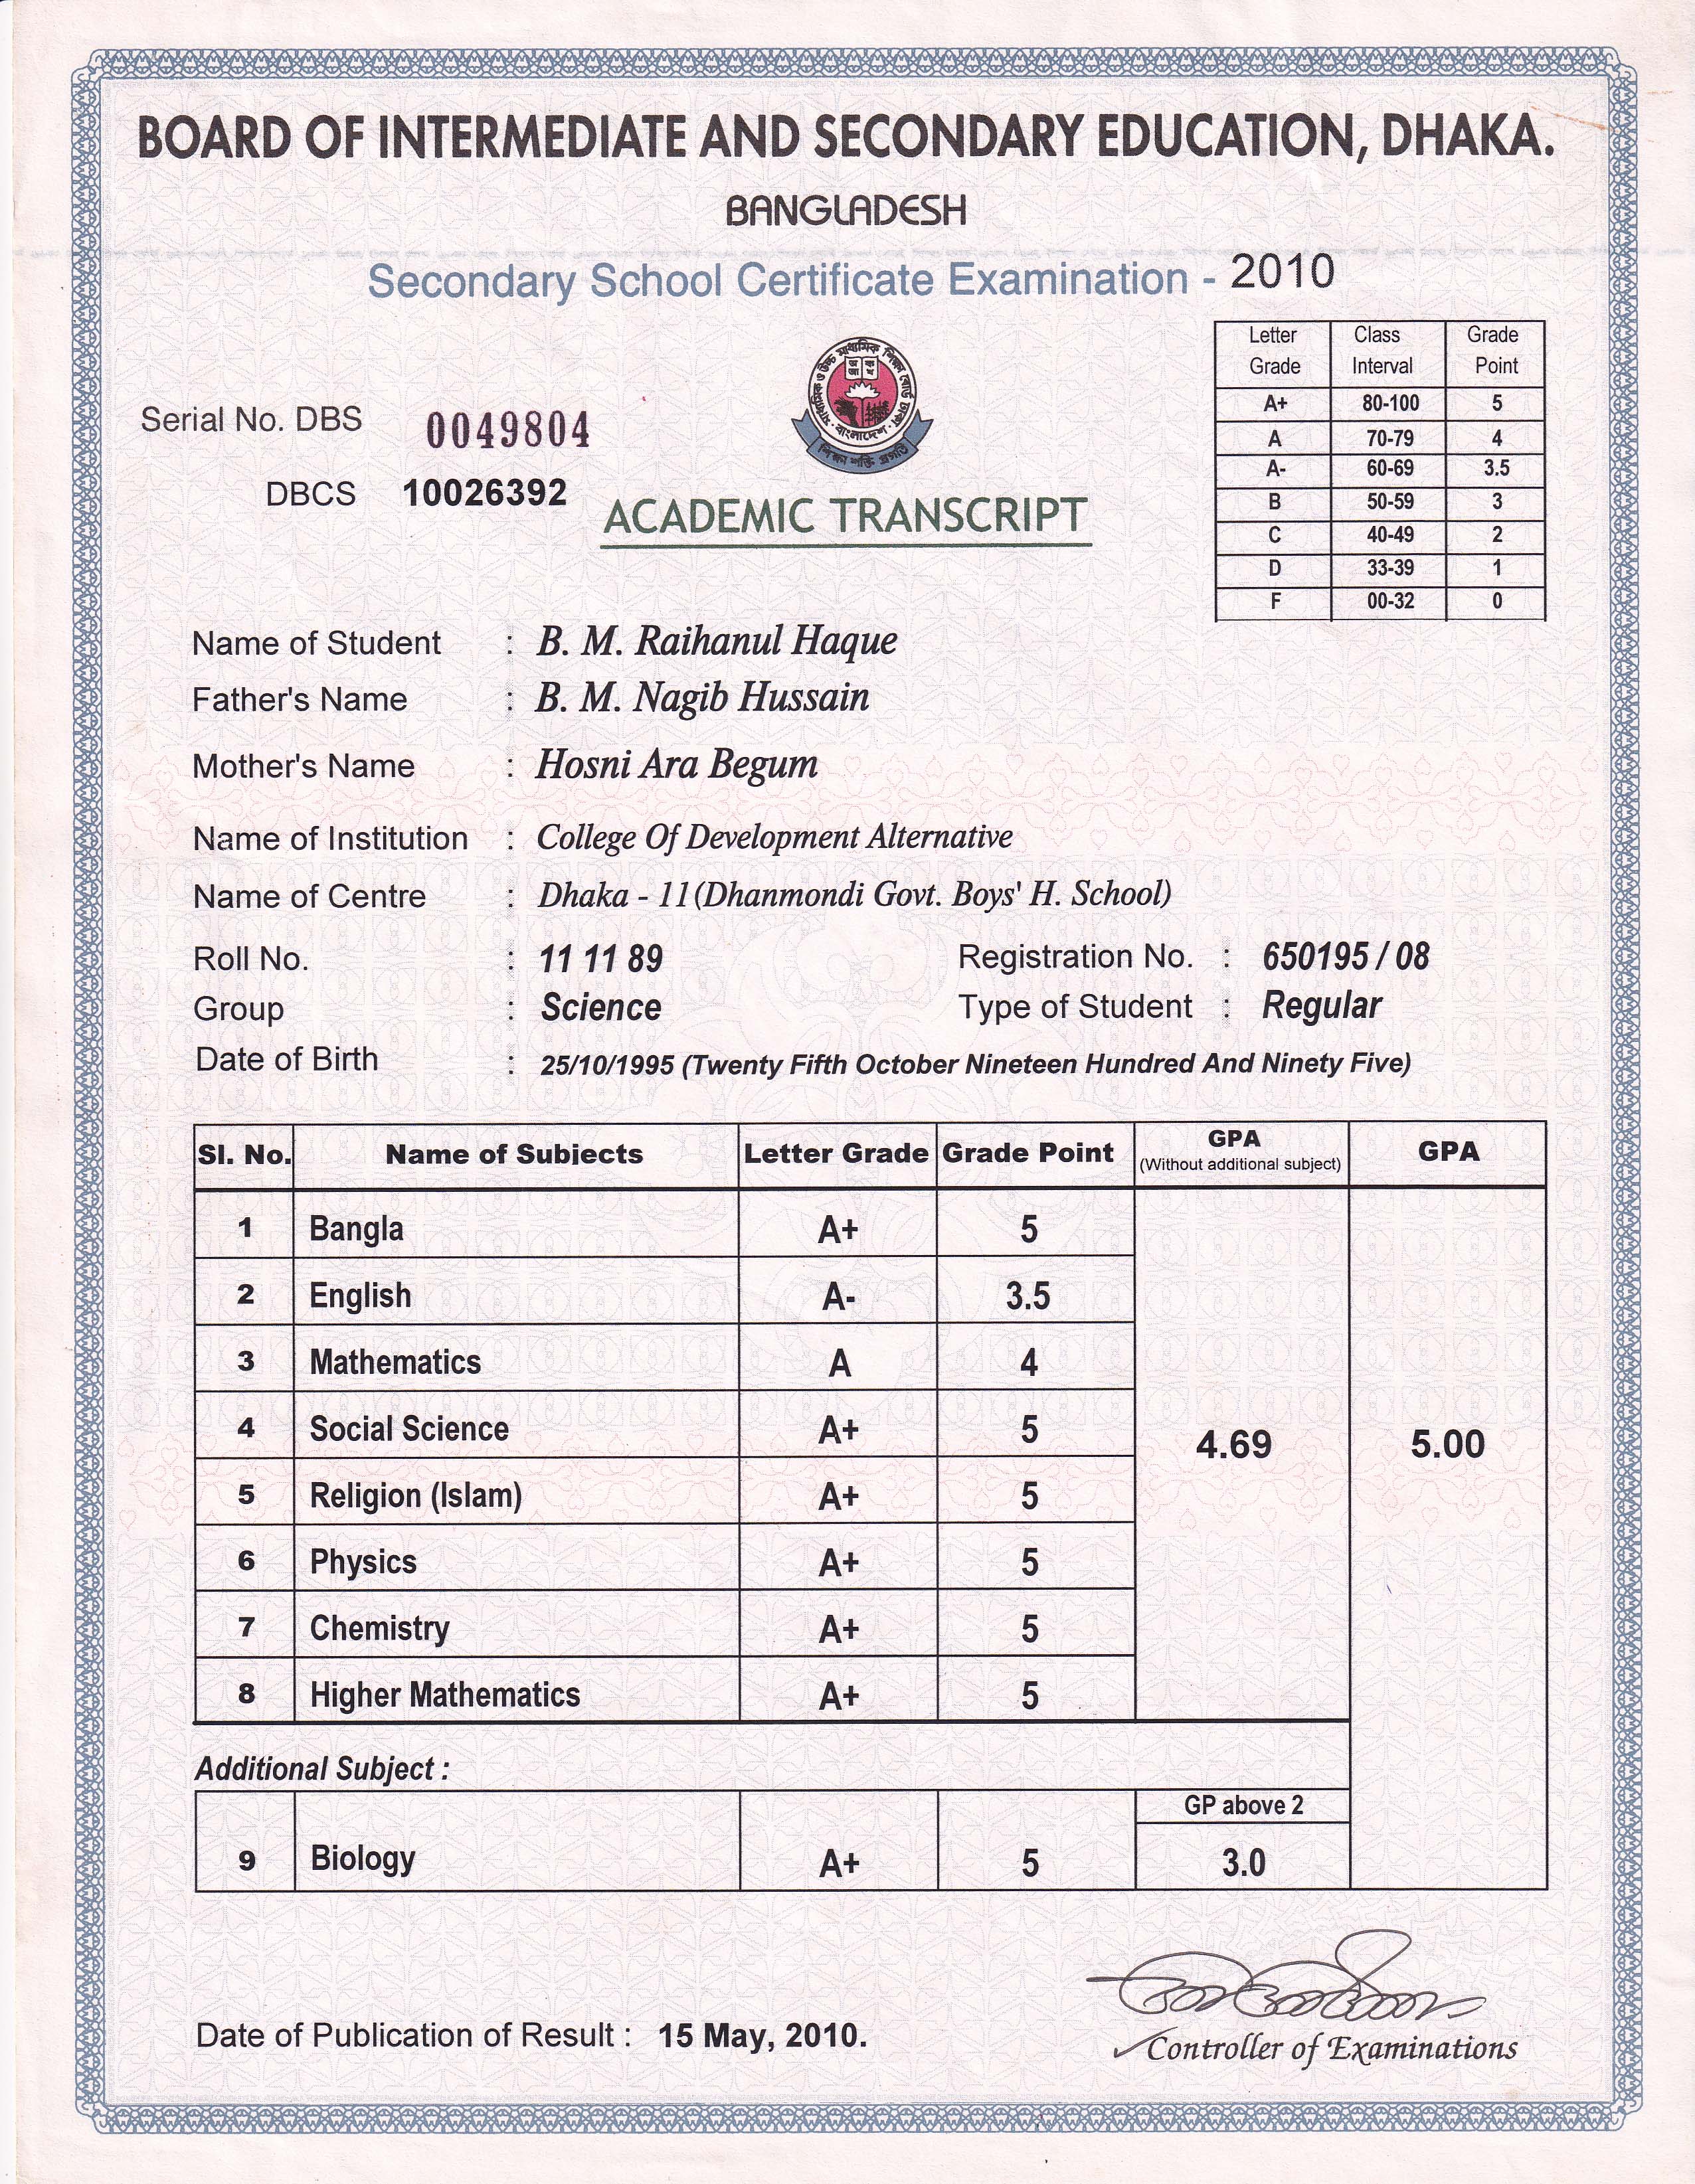 BOARD OF INTERMEDIATE AND SECONDARY EDUCATION, DHAKA.
BANGLADESH
Secondary School Certificate Examination - 2010
Letter Grade Class Interval Grade Point
A+ 80-100 5
A 70-79 4
A- 60-69 3.5
B 50-59 3
C 40-49 2
D 33-39 1
F 00-32 0
মাধ্যমিক ও উচ্চ মাধ্যমিক শিক্ষা বোর্ড ঢাকা
বাংলাদেশ
শিক্ষা শক্তি প্রগতি
Serial No. DBS 0049804
DBCS 10026392
ACADEMIC TRANSCRIPT
Name of Student : B. M. Raihanul Haque
Father's Name : B. M. Nagib Hussain
Mother's Name : Hosni Ara Begum
Name of Institution : College Of Development Alternative
Name of Centre : Dhaka - 11(Dhanmondi Govt. Boys' H. School)
Roll No. : 11 11 89 Registration No. : 650195 / 08
Group : Science Type of Student : Regular
Date of Birth : 25/10/1995 (Twenty Fifth October Nineteen Hundred And Ninety Five)
Sl. No. Name of Subjects Letter Grade Grade Point GPA (Without additional subject) GPA
1 Bangla A+ 5
2 English A- 3.5
3 Mathematics A 4
4 Social Science A+ 5 4.69 5.00
5 Religion (Islam) A+ 5
6 Physics A+ 5
7 Chemistry A+ 5
8 Higher Mathematics A+ 5
Additional Subject :
GP above 2
9 Biology A+ 5 3.0
Date of Publication of Result : 15 May, 2010.
Controller of Examinations